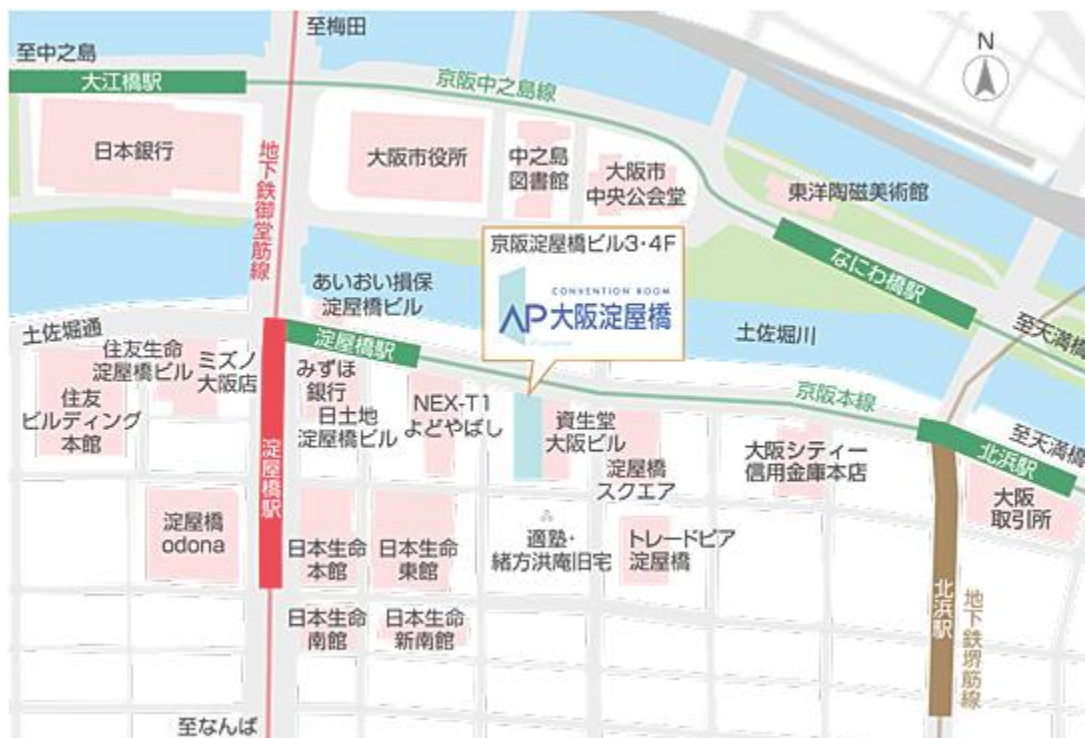 至梅田
至中之島
大江橋駅
京阪中之島線
N
日本銀行
地下鉄御堂筋線
大阪市役所
中之島
図書館
大阪市
中央公会堂
東洋陶磁美術館
なにわ橋駅
至天満橋
京阪淀屋橋ビル3・4F
CONVENTION ROOM
AP大阪淀屋橋
あいおい損保
淀屋橋ビル
土佐堀川
土佐堀通
淀屋橋駅
京阪本線
住友生命
淀屋橋ビル
ミズノ
大阪店
住友
ビルディング
本館
みずほ
銀行
日土地
淀屋橋ビル
NEX-T1
よどやばし
資生堂
大阪ビル
淀屋橋
スクエア
大阪シティー
信用金庫本店
北浜駅
至天満橋
大阪
取引所
淀屋橋駅
淀屋橋
odona
日本生命
本館
日本生命
東館
適塾・
緒方洪庵旧宅
トレードピア
淀屋橋
日本生命
南館
日本生命
新南館
北浜駅
地下鉄堺筋線
至なんば